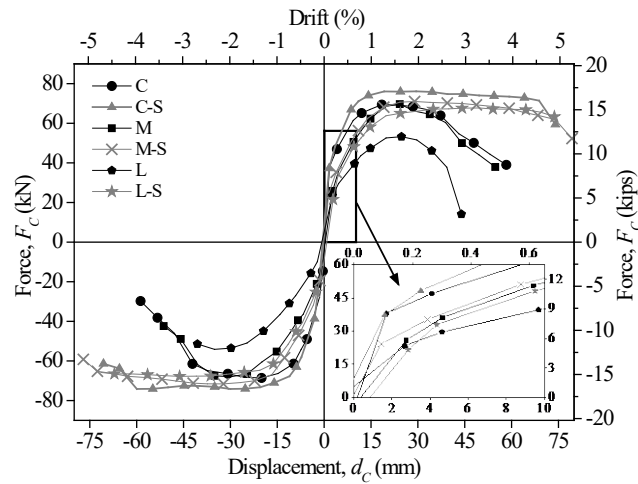 Drift (%)
-5 -4 -3 -2 -1 0 1 2 3 4 5
80
60
40
20
0
-20
-40
-60
-80
Force, F_C (kN)
C
C-S
M
M-S
L
L-S
20
15
10
5
0
-5
-10
-15
-20
Force, F_C (kips)
0.0 0.2 0.4 0.6
60
45
30
15
0
12
9
6
3
0
0 2 4 6 8 10
-75 -60 -45 -30 -15 0 15 30 45 60 75
Displacement, d_C (mm)